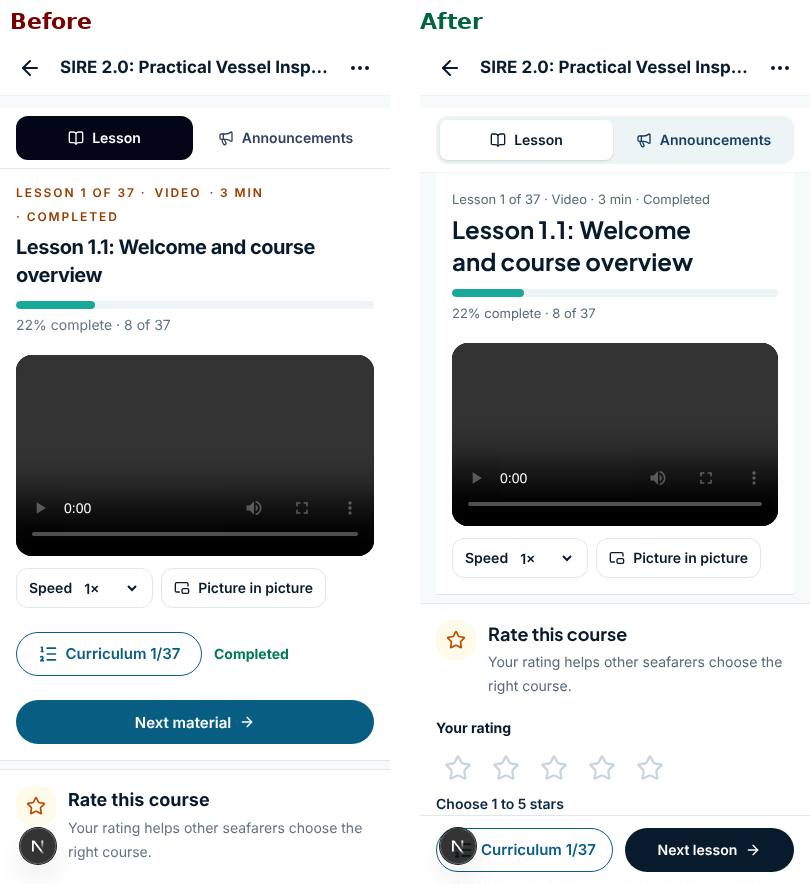 Before
SIRE 2.0: Practical Vessel Insp...
Lesson
Announcements
LESSON 1 OF 37 · VIDEO · 3 MIN
· COMPLETED
Lesson 1.1: Welcome and course
overview
22% complete · 8 of 37
0:00
Speed 1×
Picture in picture
Curriculum 1/37
Completed
Next material
Rate this course
Your rating helps other seafarers choose the
right course.
N
After
SIRE 2.0: Practical Vessel Insp...
Lesson
Announcements
Lesson 1 of 37 · Video · 3 min · Completed
Lesson 1.1: Welcome
and course overview
22% complete · 8 of 37
0:00
Speed 1×
Picture in picture
Rate this course
Your rating helps other seafarers choose the
right course.
Your rating
Choose 1 to 5 stars
N
Curriculum 1/37
Next lesson